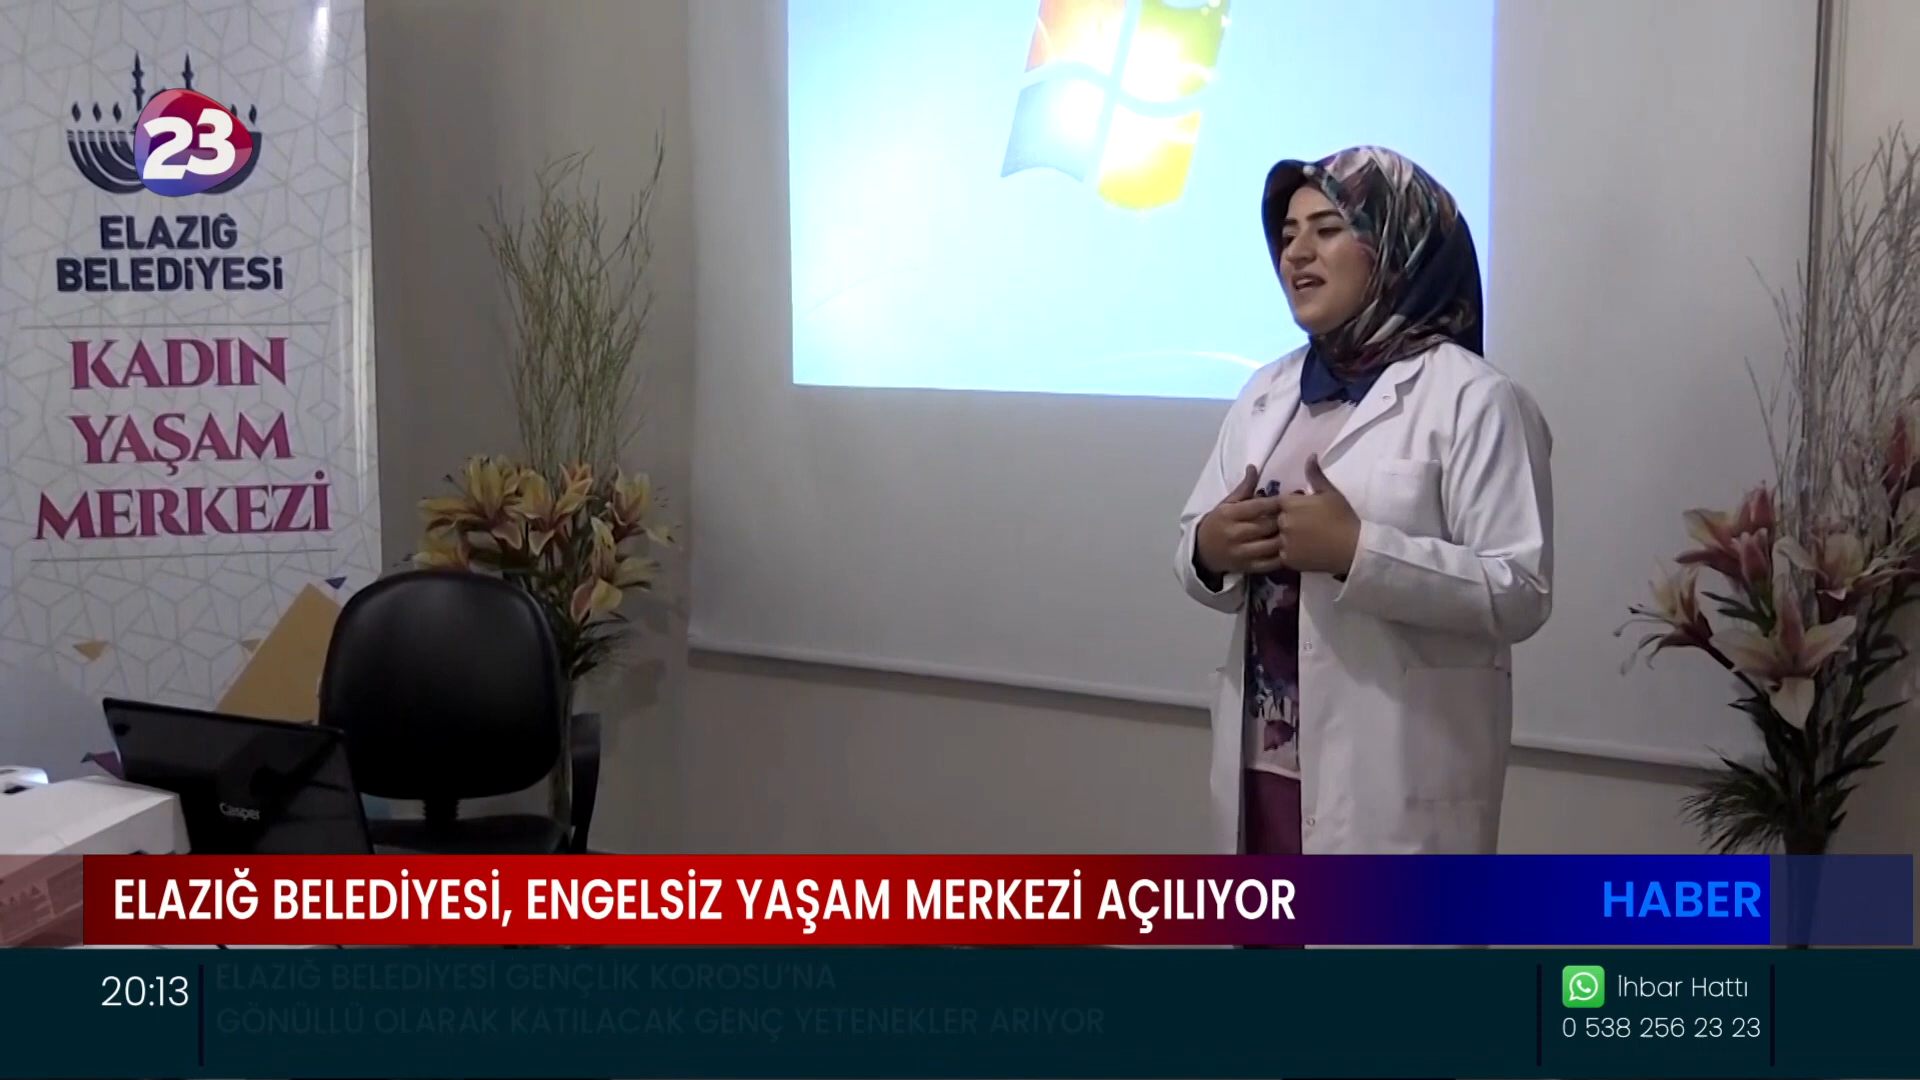 23
ELAZIĞ
BELEDİYESİ
KADIN
YAŞAM
MERKEZİ
Casper
ELAZIĞ BELEDİYESİ, ENGELSİZ YAŞAM MERKEZİ AÇILIYOR
HABER
20:13
ELAZIĞ BELEDİYESİ GENÇLİK KOROSU'NA
GÖNÜLLÜ OLARAK KATILACAK GENÇ YETENEKLER ARIYOR
İhbar Hattı
0 538 256 23 23